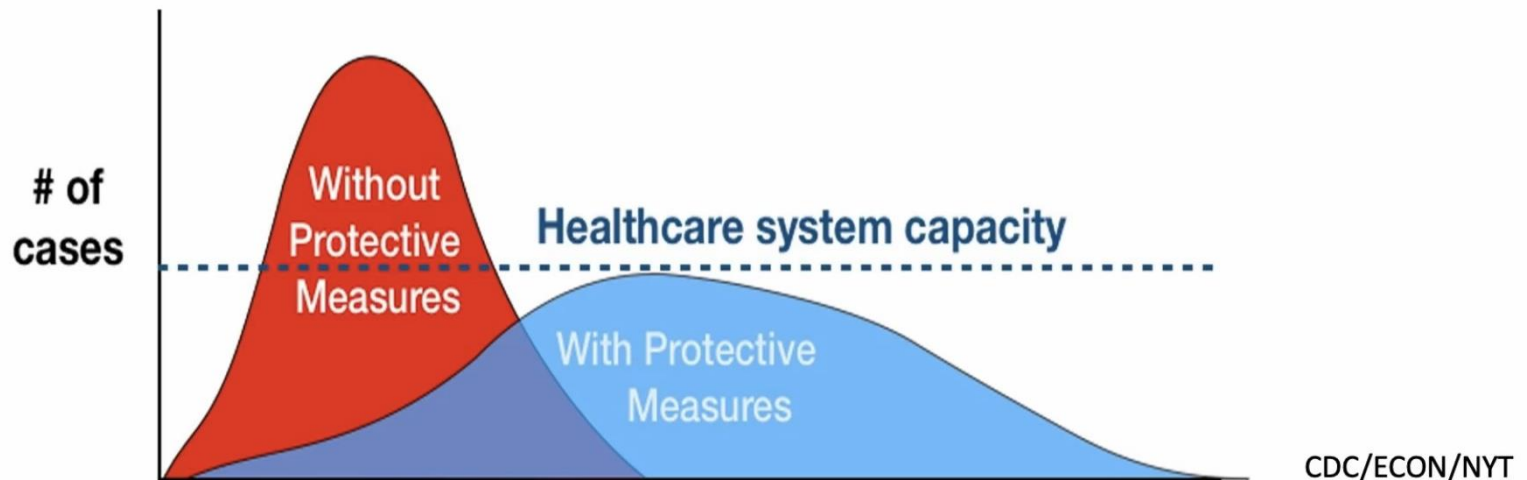 # of
cases
Without
Protective
Measures
Healthcare system capacity
With Protective
Measures
CDC/ECON/NYT